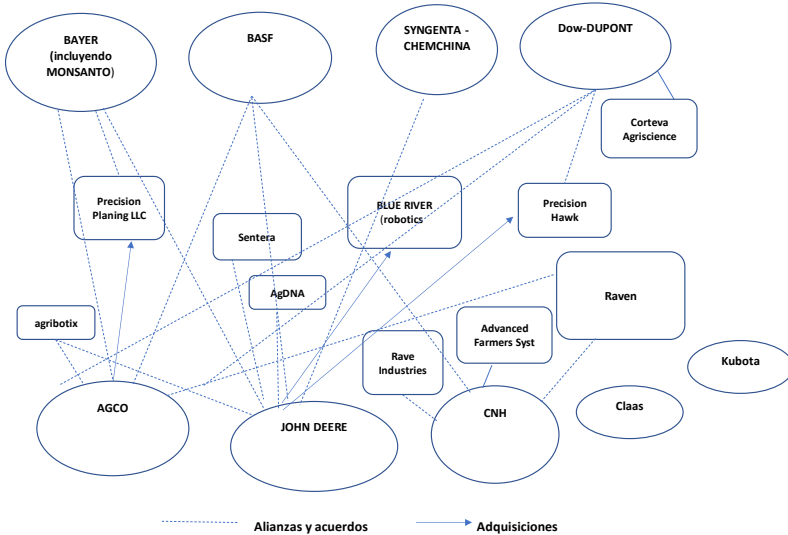 BAYER
(incluyendo
MONSANTO)
BASF
SYNGENTA -
CHEMCHINA
Dow-DUPONT
Corteva
Agriscience
Precision
Planing LLC
BLUE RIVER
(robotics
Precision
Hawk
Sentera
AgDNA
Raven
agribotix
Advanced
Farmers Syst
Rave
Industries
Kubota
AGCO
JOHN DEERE
CNH
Claas
Alianzas y acuerdos
Adquisiciones